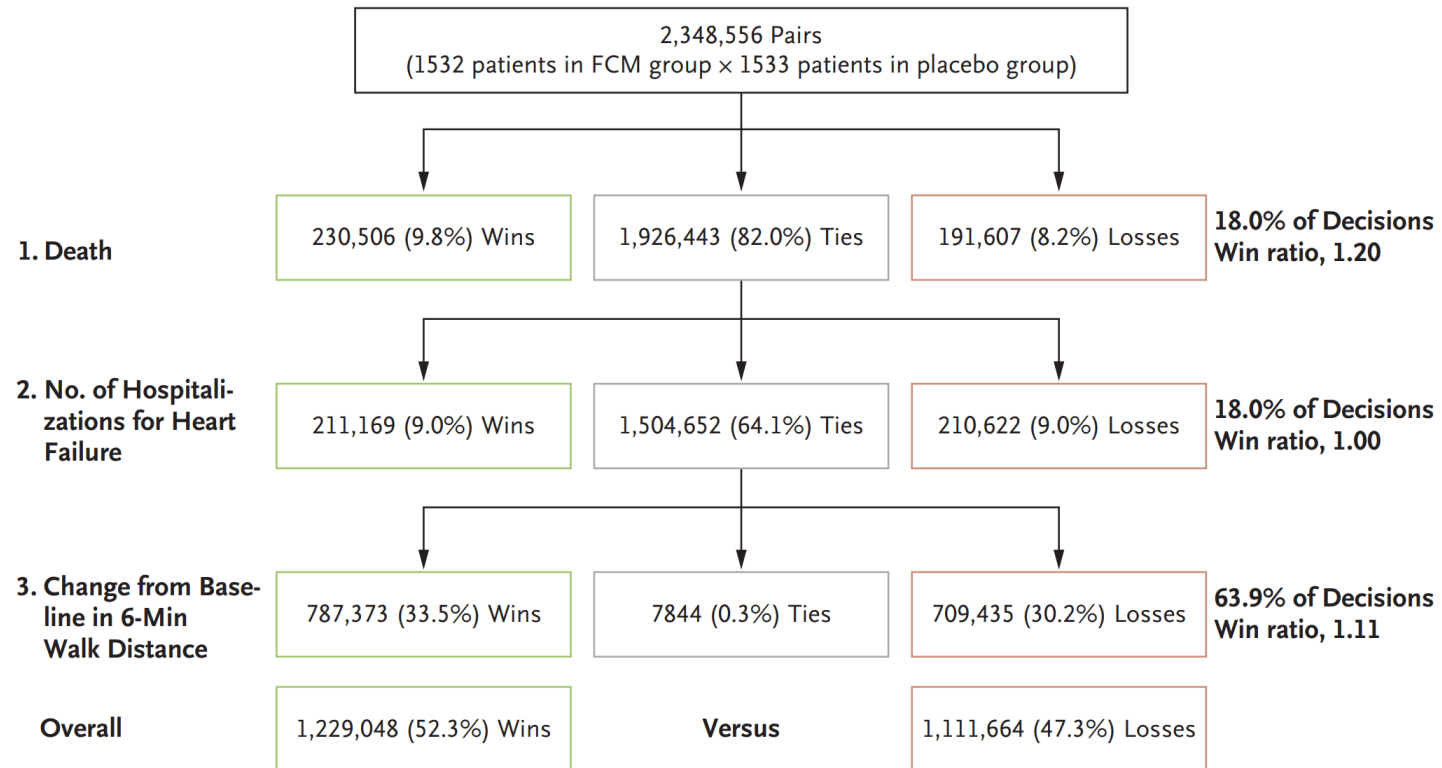 2,348,556 Pairs
(1532 patients in FCM group × 1533 patients in placebo group)
1. Death
230,506 (9.8%) Wins
1,926,443 (82.0%) Ties
191,607 (8.2%) Losses
18.0% of Decisions
Win ratio, 1.20
2. No. of Hospitali-
zations for Heart
Failure
211,169 (9.0%) Wins
1,504,652 (64.1%) Ties
210,622 (9.0%) Losses
18.0% of Decisions
Win ratio, 1.00
3. Change from Base-
line in 6-Min
Walk Distance
787,373 (33.5%) Wins
7844 (0.3%) Ties
709,435 (30.2%) Losses
63.9% of Decisions
Win ratio, 1.11
Overall
1,229,048 (52.3%) Wins
Versus
1,111,664 (47.3%) Losses